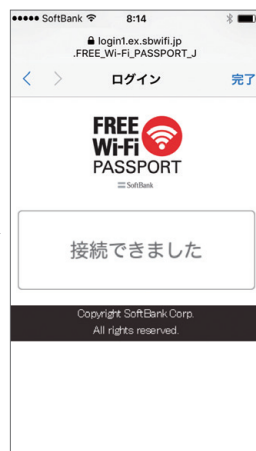 SoftBank 8:14
login1.ex.sbwifi.jp
.FREE_Wi-Fi_PASSPORT_J
ログイン 完了
FREE
Wi-Fi
PASSPORT
SoftBank
接続できました
Copyright SoftBank Corp.
All rights reserved.